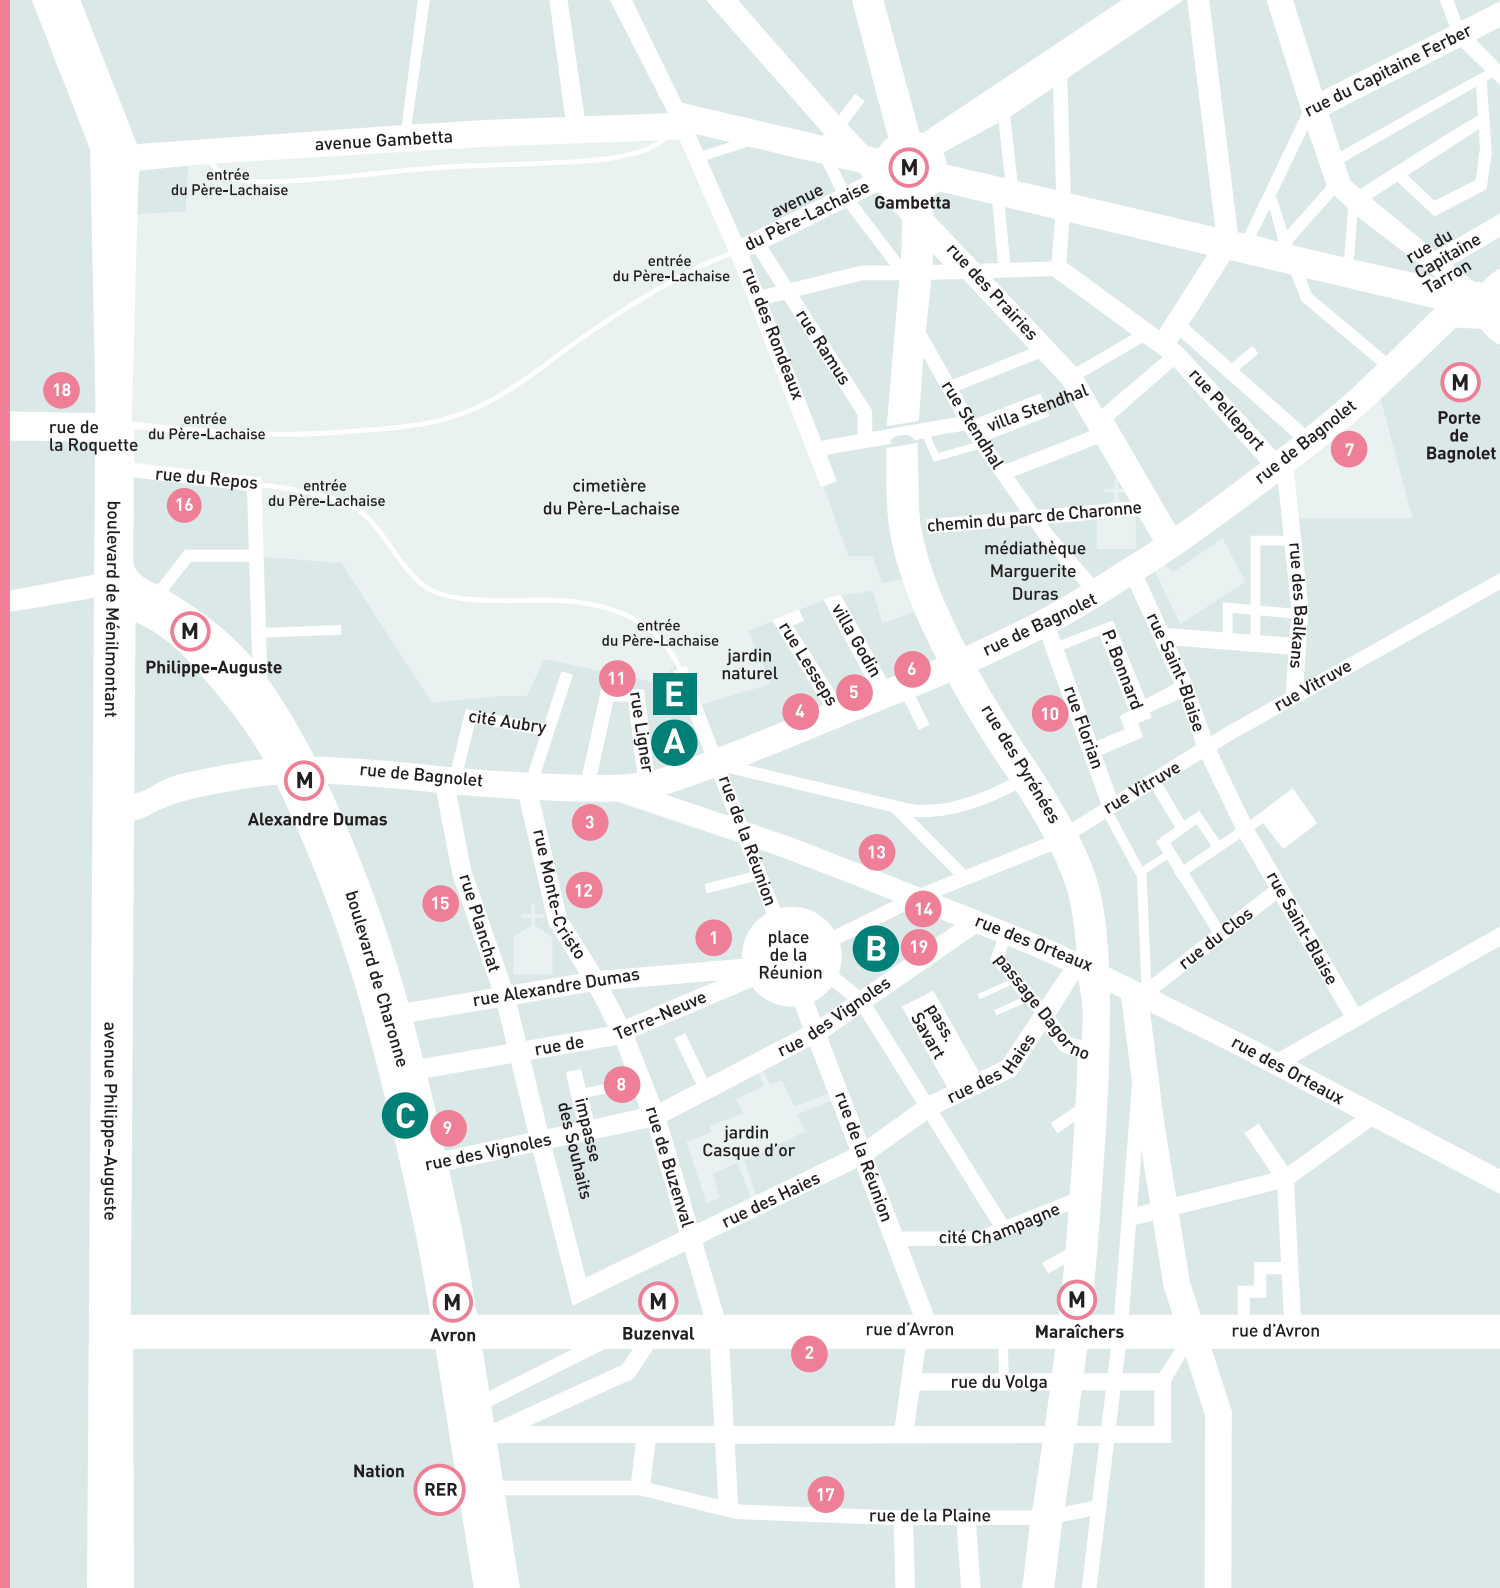 rue du Capitaine Ferber
avenue Gambetta
M
Gambetta
entrée
du Père-Lachaise
avenue
du Père-Lachaise
rue du
Capitaine
Tarron
entrée
du Père-Lachaise
rue des Prairies
rue des Rondeaux
rue Ramus
18
rue de
la Roquette
entrée
du Père-Lachaise
rue Stendhal
villa Stendhal
rue Pelleport
rue de Bagnolet
7
M
Porte
de
Bagnolet
rue du Repos
16
entrée
du Père-Lachaise
cimetière
du Père-Lachaise
chemin du parc de Charonne
médiathèque
Marguerite
Duras
boulevard de Ménilmontant
rue des Balkans
M
Philippe-Auguste
entrée
du Père-Lachaise
jardin
naturel
rue Lesseps
villa Godin
rue de Bagnolet
P. Bonnard
rue Saint-Blaise
rue Vitruve
11
E
A
rue Ligner
4
5
6
10
rue Florian
cité Aubry
rue des Pyrénées
M
Alexandre Dumas
rue de Bagnolet
rue Vitruve
3
rue de la Réunion
13
12
15
rue Planchat
rue Monte-Cristo
boulevard de Charonne
1
place
de la
Réunion
14
B
19
rue des Orteaux
rue du Clos
rue Saint-Blaise
rue Alexandre Dumas
rue de
Terre-Neuve
rue des Vignoles
pass.
Savart
passage Dagorno
rue des Haies
rue des Orteaux
avenue Philippe-Auguste
C
9
8
rue des Vignoles
impasse
des Souhaits
rue de Buzenval
jardin
Casque d’or
rue de la Réunion
rue des Haies
cité Champagne
M
Avron
M
Buzenval
rue d’Avron
M
Maraîchers
rue d’Avron
2
rue du Volga
Nation
RER
17
rue de la Plaine